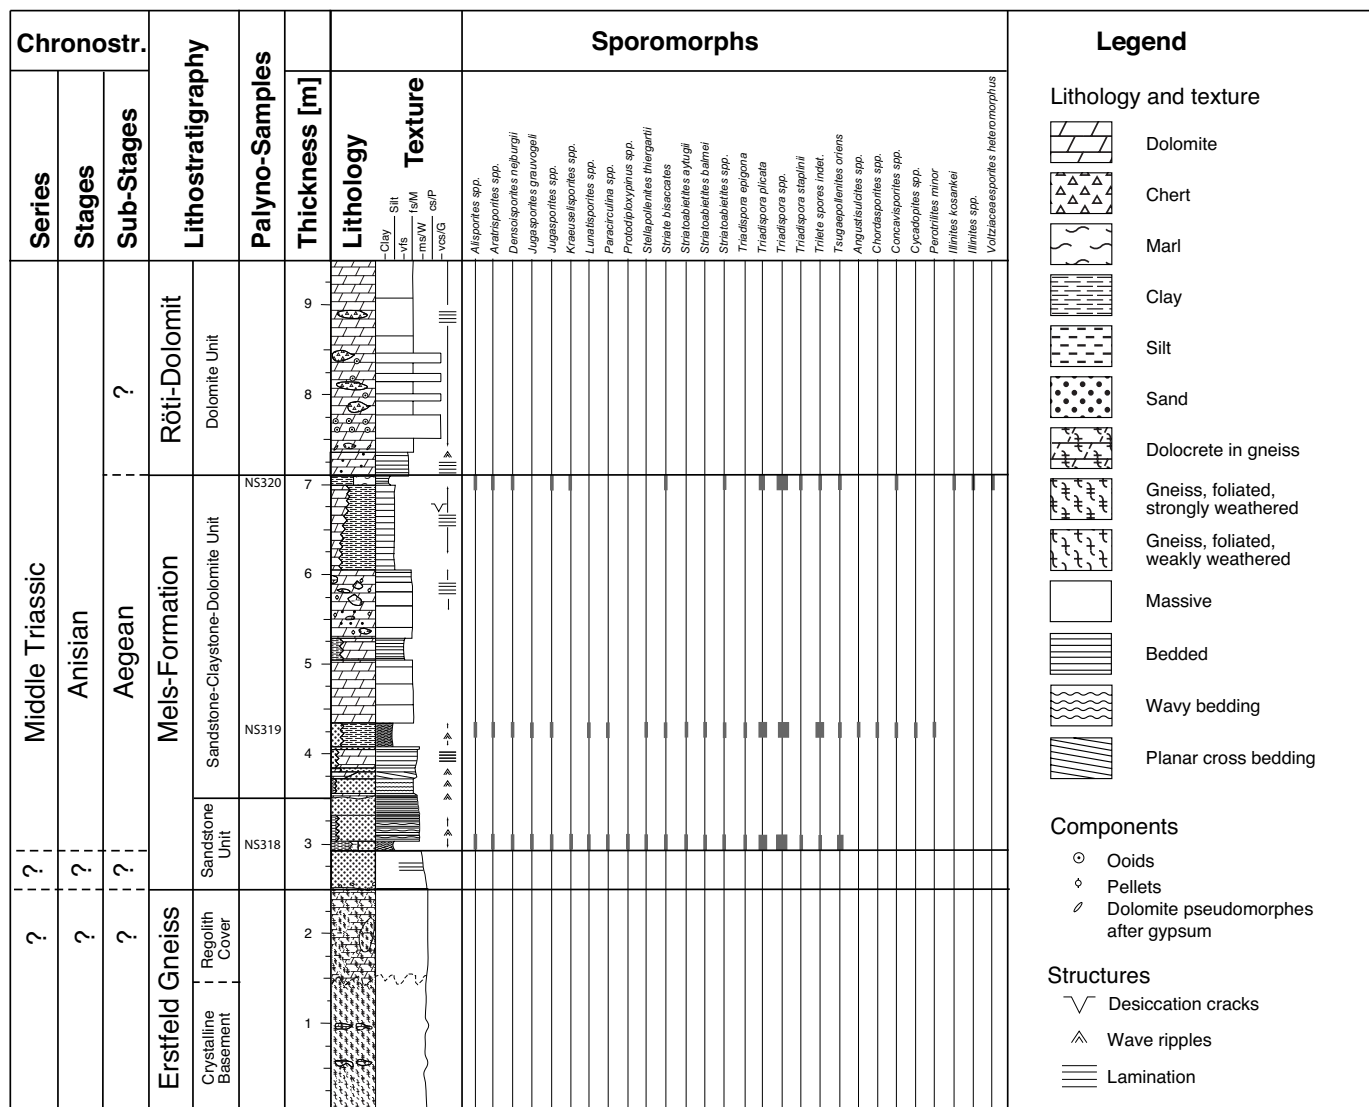 Chronostr.
Series
Stages
Sub-Stages
Lithostratigraphy
Palyno-Samples
Thickness [m]
Lithology
Texture
Clay
Silt
vfs
fs/M
ms/W
cs/P
vcs/G
Sporomorphs
Alisporites spp.
Aratrisporites spp.
Densoisporites nejburgii
Jugasporites grauvogeli
Jugasporites spp.
Kraeuselisporites spp.
Lunatisporites spp.
Paracirculina spp.
Protodiploxypinus spp.
Stellapollenites thiergartii
Striate bisaccates
Striatoabietites aytugii
Striatoabietites balmei
Striatoabietites spp.
Triadispora epigona
Triadispora plicata
Triadispora spp.
Triadispora staplinii
Trilete spores indet.
Tsugaepollenites oriens
Angustisulcites spp.
Chordasporites spp.
Concavisporites spp.
Cycadopites spp.
Perotrilites minor
Illinites kosankei
Illinites spp.
Voltziaceaesporites heteromorphus
Middle Triassic
?
?
Anisian
?
?
?
Aegean
?
?
Röti-Dolomit
Mels-Formation
Erstfeld Gneiss
Dolomite Unit
Sandstone-Claystone-Dolomite Unit
Sandstone
Unit
Regolith
Cover
Crystalline
Basement
NS320
NS319
NS318
9
8
7
6
5
4
3
2
1
Legend
Lithology and texture
Dolomite
Chert
Marl
Clay
Silt
Sand
Dolocrete in gneiss
Gneiss, foliated,
strongly weathered
Gneiss, foliated,
weakly weathered
Massive
Bedded
Wavy bedding
Planar cross bedding
Components
Ooids
Pellets
Dolomite pseudomorphes
after gypsum
Structures
Desiccation cracks
Wave ripples
Lamination